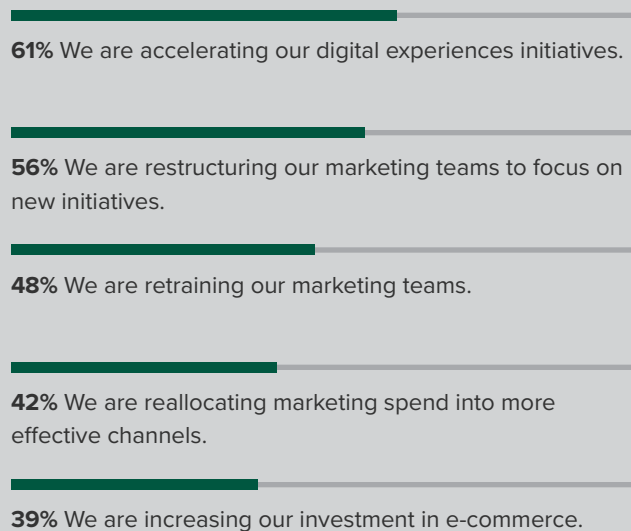 61% We are accelerating our digital experiences initiatives.
56% We are restructuring our marketing teams to focus on
new initiatives.
48% We are retraining our marketing teams.
42% We are reallocating marketing spend into more
effective channels.
39% We are increasing our investment in e-commerce.